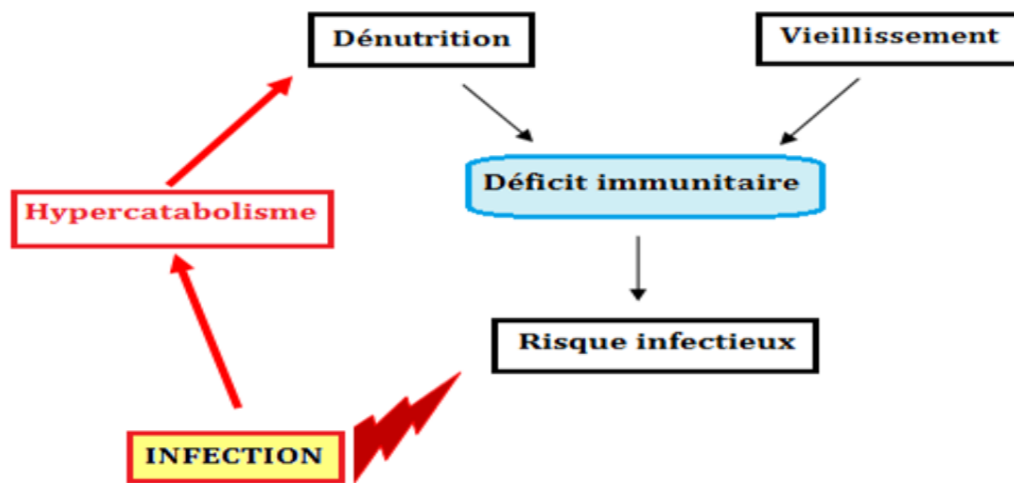 Dénutrition
Vieillissement
Déficit immunitaire
Hypercatabolisme
Risque infectieux
INFECTION